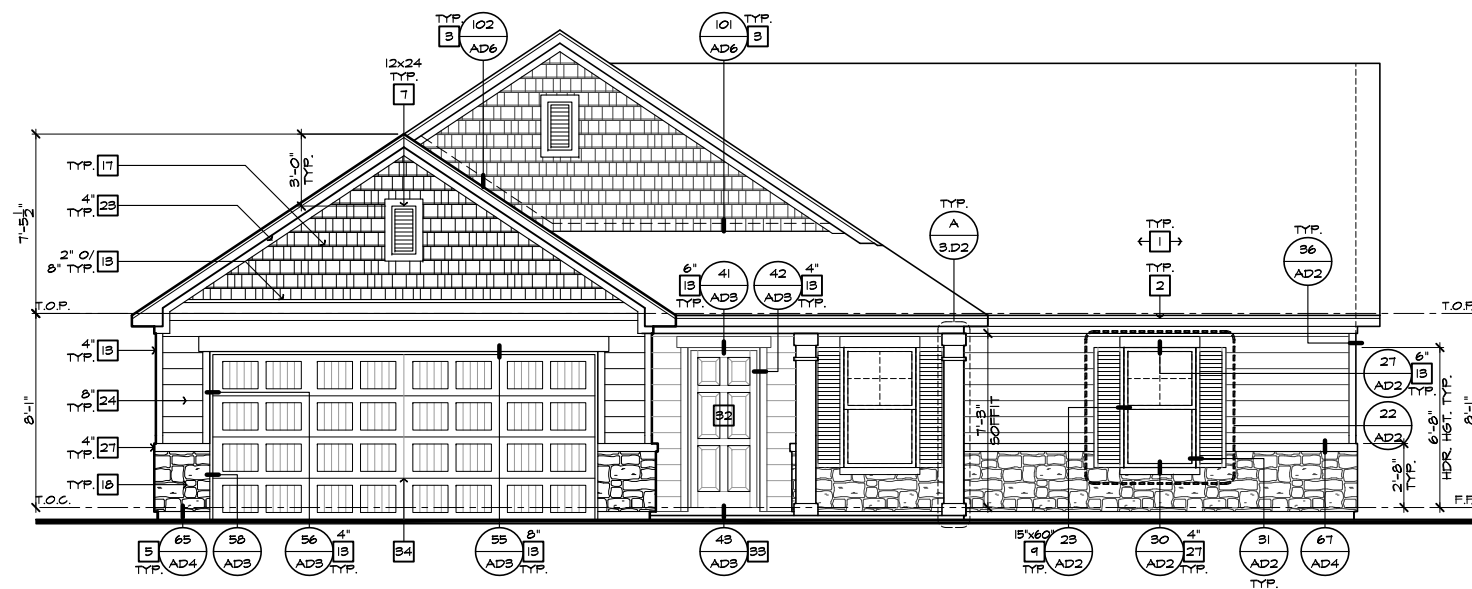 TYP. 102 101 TYP.
3 AD6 AD6 3
12x24
TYP.
7
TYP. 17
3'-0"
TYP.
4"
TYP. 23
7'-5 1/2"
2" O/
8" TYP. 13
TYP.
A
3.D2
1
TYP.
2
TYP.
36
AD2
6" 41 42 4"
13 AD3 AD3 13
TYP. TYP.
T.O.P.
T.O.P.
4"
TYP. 13
8"
TYP. 24
8'-1"
4"
TYP. 27
TYP. 18
T.O.C.
32
7'-3"
SOFFIT
27 6"
AD2 13
TYP.
22
AD2
6'-8"
HDR. HGT. TYP.
8'-1"
2'-8"
TYP.
F.F.
5 65
TYP. AD4
58
AD3
56 4"
AD3 13
TYP.
34
55 8"
AD3 13
TYP.
43 33
AD3
15"x60" 23
9 AD2
TYP.
30 4"
AD2 27
TYP.
31
AD2
TYP.
67
AD4